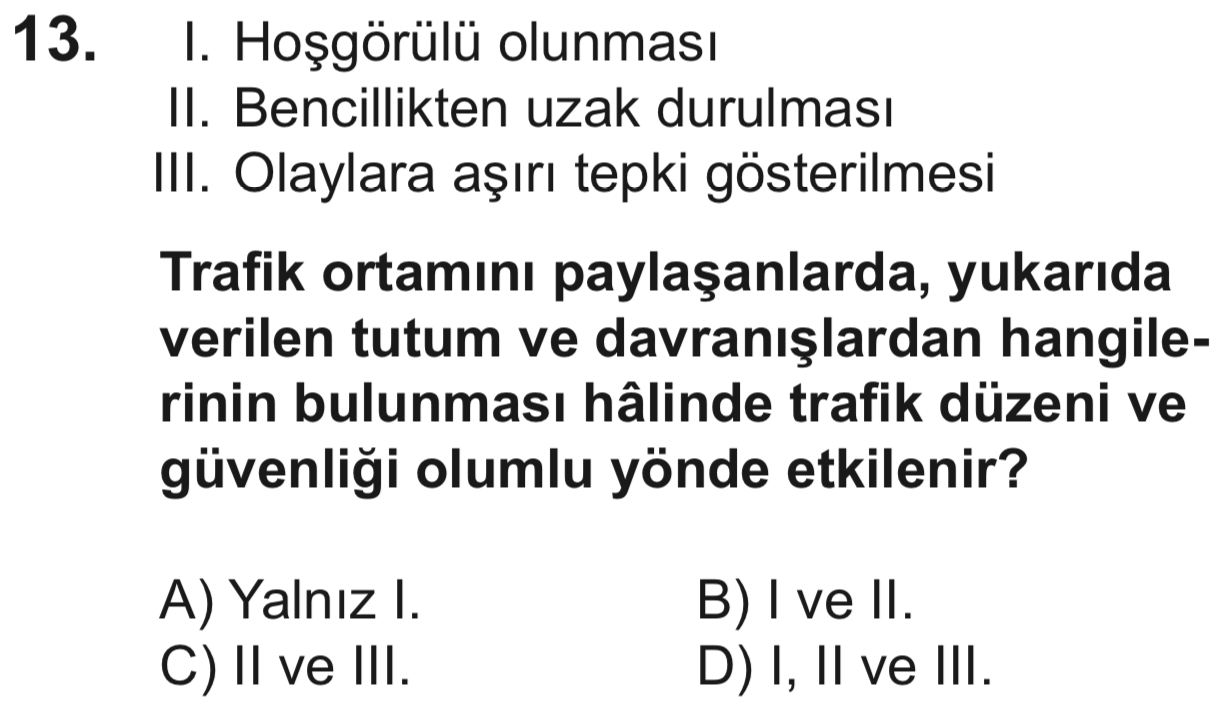 13. I. Hoşgörülü olunması
II. Bencillikten uzak durulması
III. Olaylara aşırı tepki gösterilmesi
Trafik ortamını paylaşanlarda, yukarıda
verilen tutum ve davranışlardan hangile-
rinin bulunması hâlinde trafik düzeni ve
güvenliği olumlu yönde etkilenir?
A) Yalnız I. B) I ve II.
C) II ve III. D) I, II ve III.